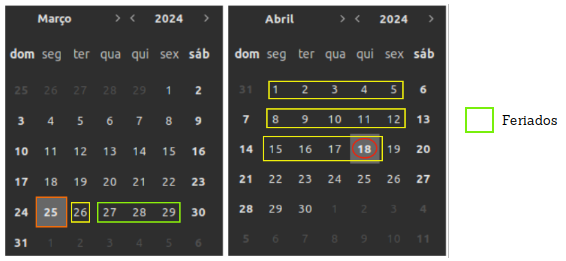 Março > < 2024 >
dom seg ter qua qui sex sáb
25 26 27 28 29 1 2
3 4 5 6 7 8 9
10 11 12 13 14 15 16
17 18 19 20 21 22 23
24 25 26 27 28 29 30
31 1 2 3 4 5 6
Abril > < 2024 >
dom seg ter qua qui sex sáb
31 1 2 3 4 5 6
7 8 9 10 11 12 13
14 15 16 17 18 19 20
21 22 23 24 25 26 27
28 29 30 1 2 3 4
5 6 7 8 9 10 11
Feriados